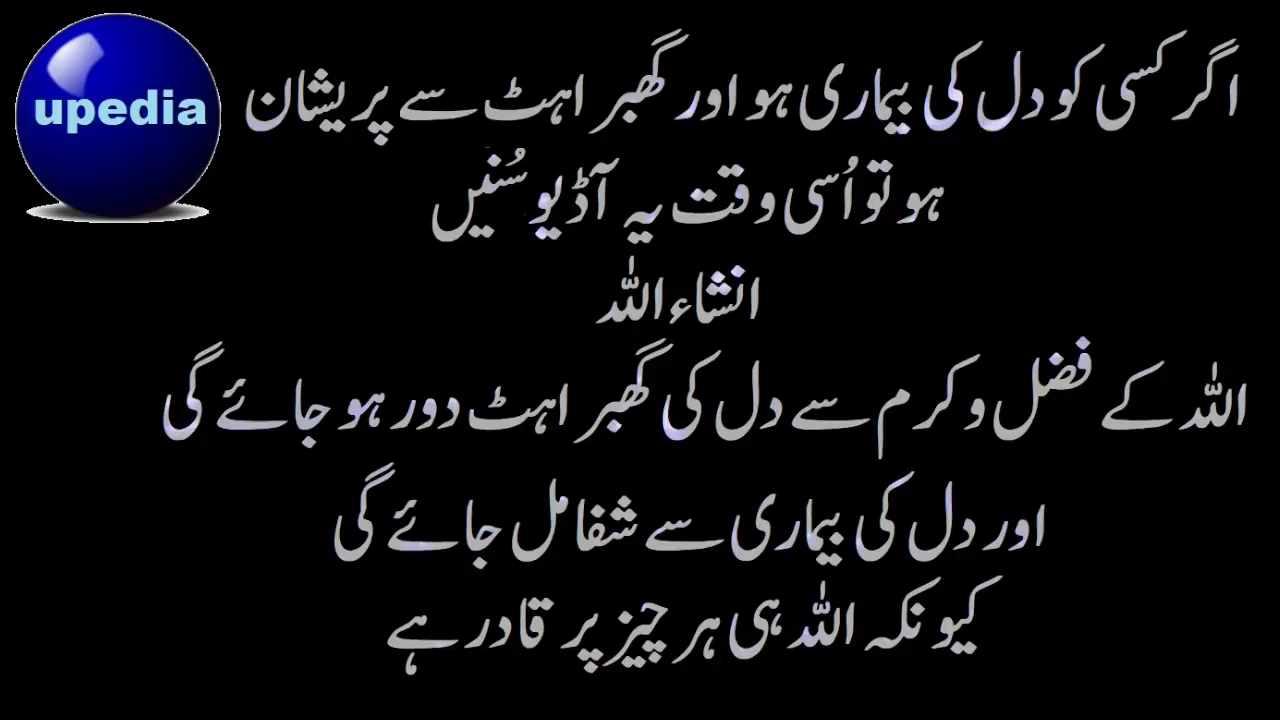 upedia
اگر کسی کو دل کی بیماری ہو اور گھبراہٹ سے پریشان
ہو تو اُسی وقت یہ آڈیو سُنیں
انشاء اللہ
اللہ کے فضل و کرم سے دل کی گھبراہٹ دور ہو جائے گی
اور دل کی بیماری سے شفا مل جائے گی
کیونکہ اللہ ہی ہر چیز پر قادر ہے